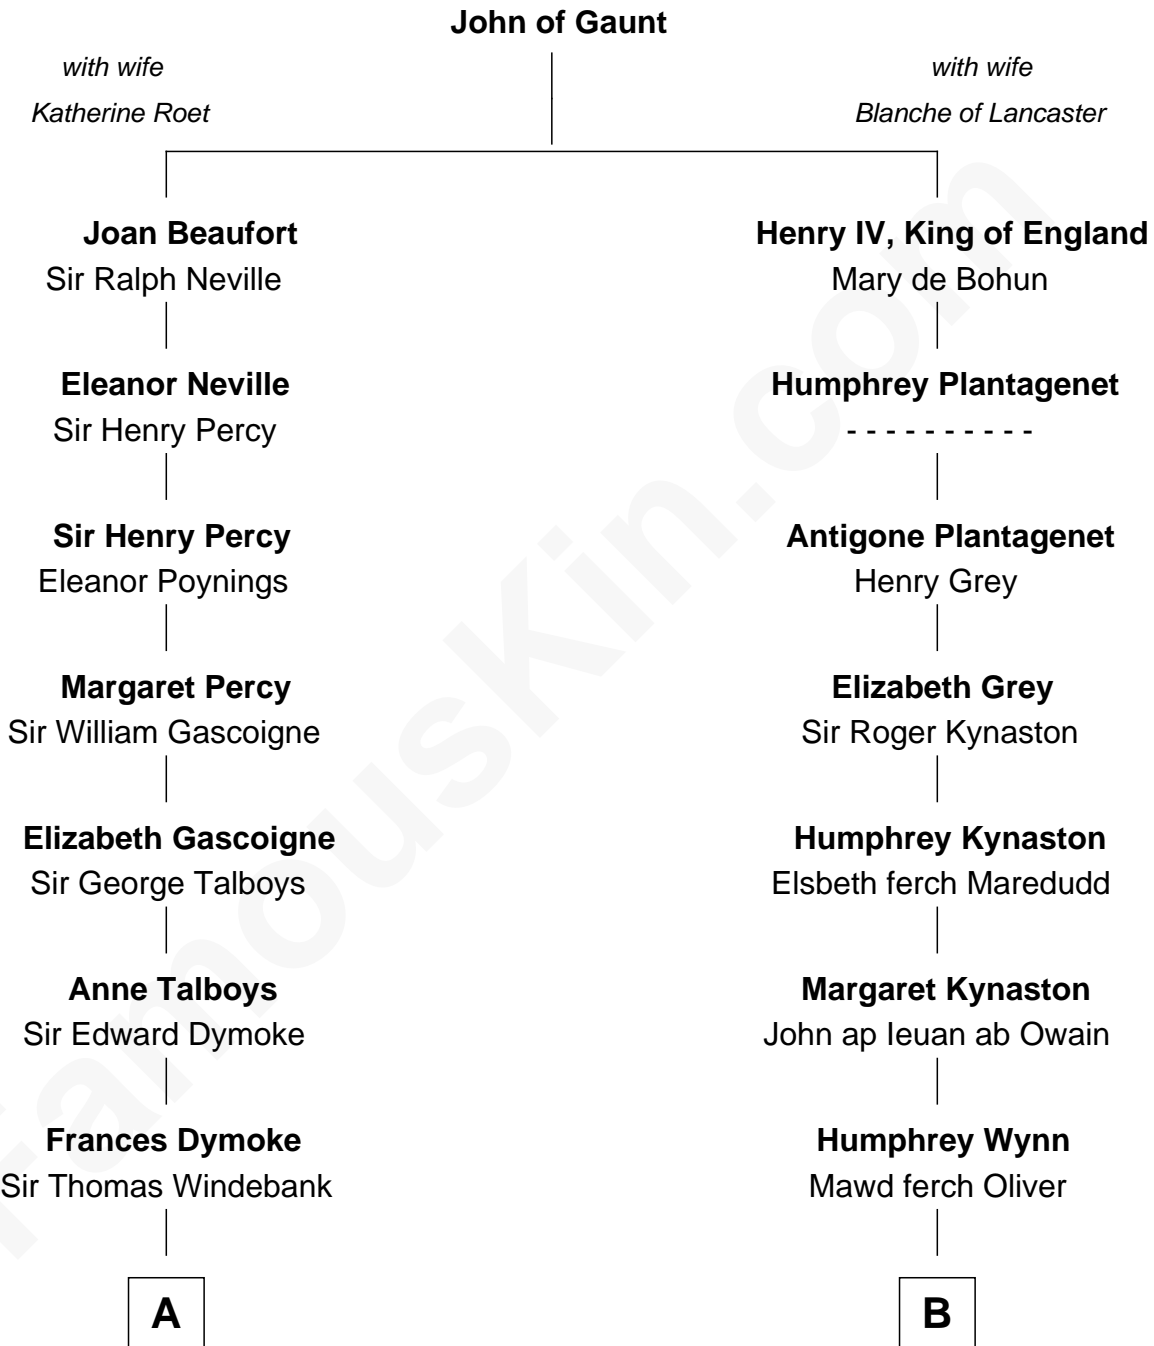 John of Gaunt
with wife
Katherine Roet
with wife
Blanche of Lancaster
Joan Beaufort
Sir Ralph Neville
Henry IV, King of England
Mary de Bohun
Eleanor Neville
Sir Henry Percy
Humphrey Plantagenet
- - - - - - - - - -
Sir Henry Percy
Eleanor Poynings
Antigone Plantagenet
Henry Grey
Margaret Percy
Sir William Gascoigne
Elizabeth Grey
Sir Roger Kynaston
Elizabeth Gascoigne
Sir George Talboys
Humphrey Kynaston
Elsbeth ferch Maredudd
Anne Talboys
Sir Edward Dymoke
Margaret Kynaston
John ap Ieuan ab Owain
Frances Dymoke
Sir Thomas Windebank
Humphrey Wynn
Mawd ferch Oliver
A
B
FamousKin.com